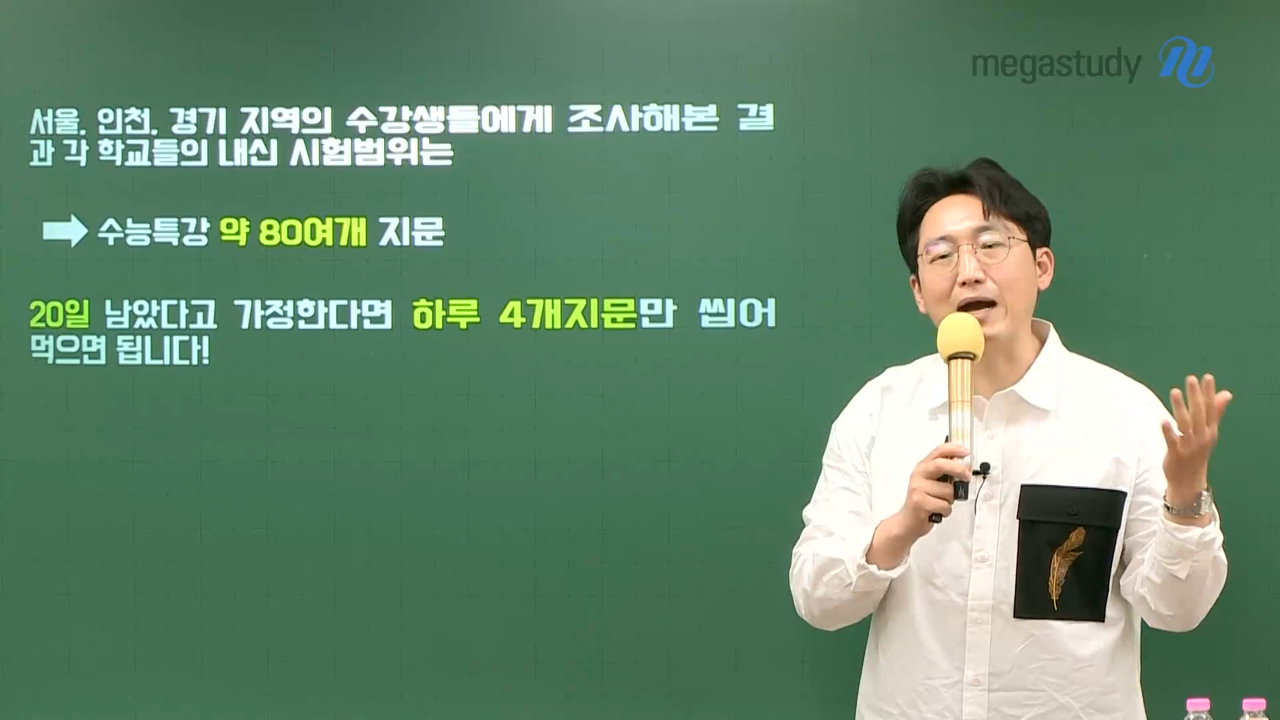 megastudy
서울, 인천, 경기 지역의 수강생들에게 조사해본 결
과 각 학교들의 내신 시험범위는
➡ 수능특강 약 80여개 지문
20일 남았다고 가정한다면 하루 4개지문만 씹어
먹으면 됩니다!